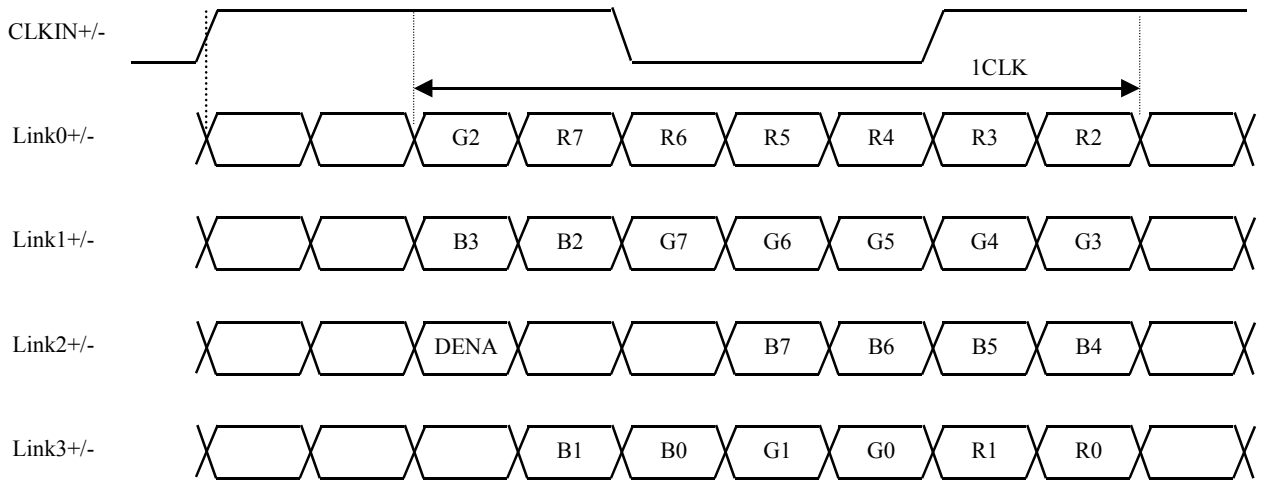 CLKIN+/-
1CLK
Link0+/- G2 R7 R6 R5 R4 R3 R2
Link1+/- B3 B2 G7 G6 G5 G4 G3
Link2+/- DENA B7 B6 B5 B4
Link3+/- B1 B0 G1 G0 R1 R0